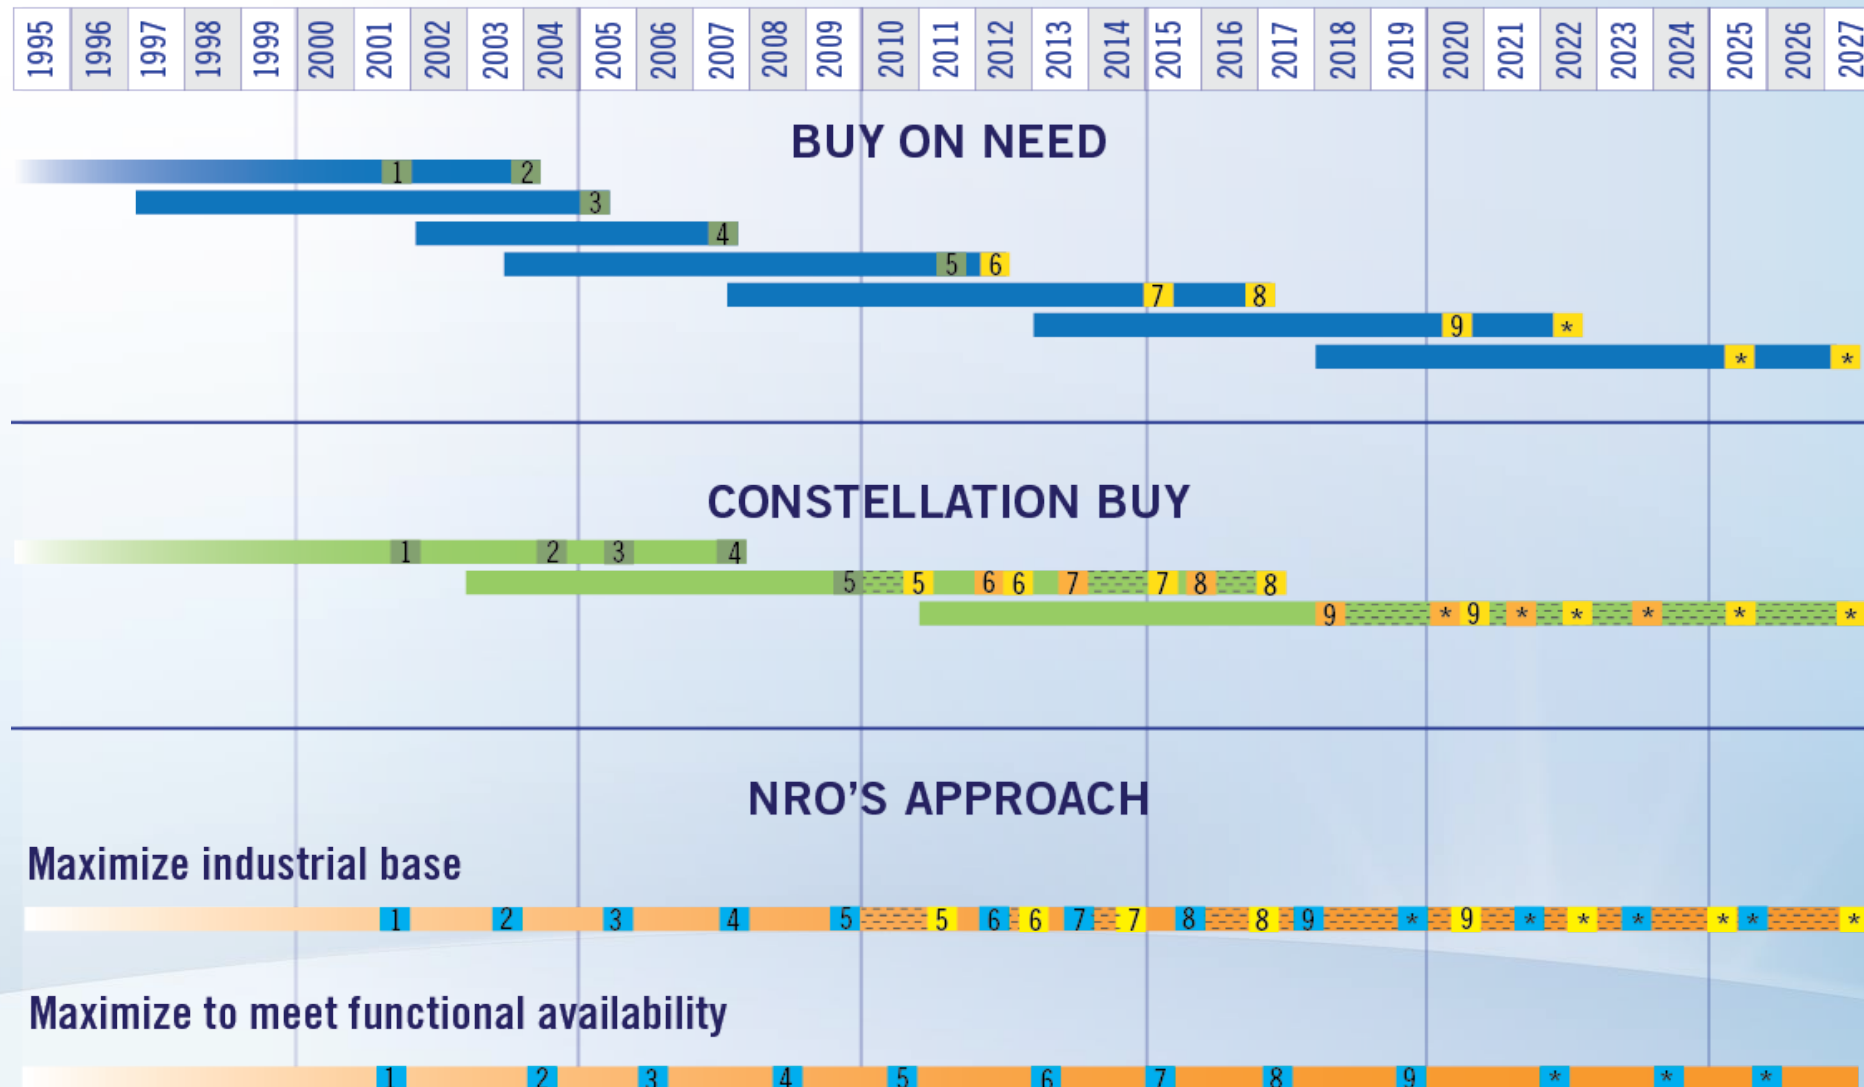 1995 1996 1997 1998 1999 2000 2001 2002 2003 2004 2005 2006 2007 2008 2009 2010 2011 2012 2013 2014 2015 2016 2017 2018 2019 2020 2021 2022 2023 2024 2025 2026 2027
BUY ON NEED
1 2
3
4
5 6
7 8
9 *
* *
CONSTELLATION BUY
1 2 3 4
5 5 6 6 7 7 8 8
9 * 9 * * * * *
NRO'S APPROACH
Maximize industrial base
1 2 3 4 5 5 6 6 7 7 8 8 9 * 9 * * * * * *
Maximize to meet functional availability
1 2 3 4 5 6 7 8 9 * * *